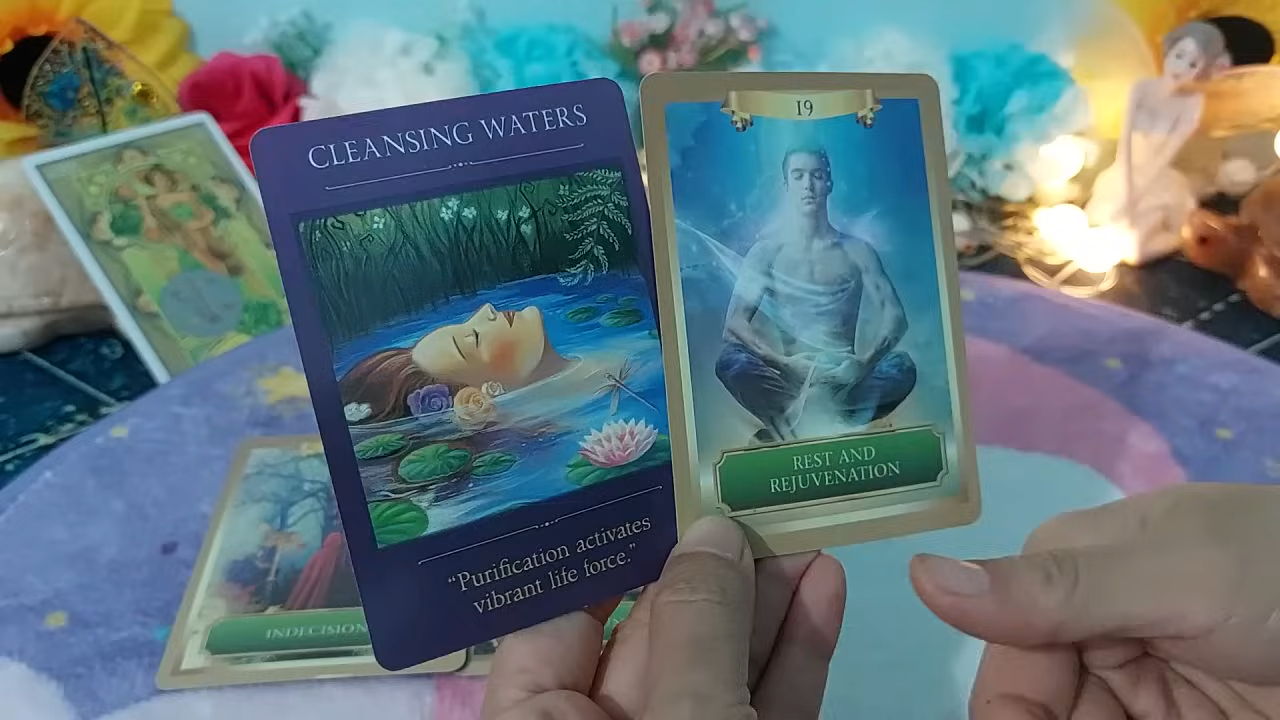 CLEANSING WATERS
"Purification activates
vibrant life force."
19
REST AND
REJUVENATION
INDECISION